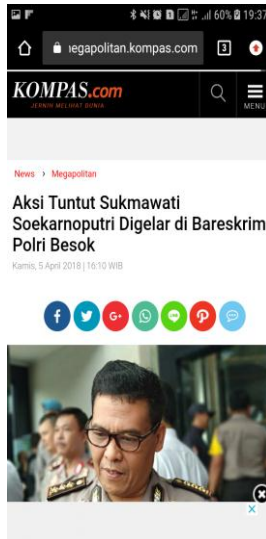 60% 19:37
egapolitan.kompas.com 3
KOMPAS.com
JERNIH MELIHAT DUNIA
MENU
News > Megapolitan
Aksi Tuntut Sukmawati
Soekarnoputri Digelar di Bareskrim
Polri Besok
Kamis, 5 April 2018 | 16:10 WIB